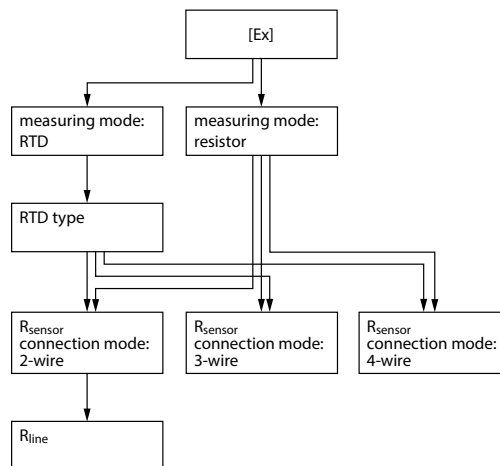 [Ex]
measuring mode:
RTD
measuring mode:
resistor
RTD type
Rsensor
connection mode:
2-wire
Rsensor
connection mode:
3-wire
Rsensor
connection mode:
4-wire
Rline